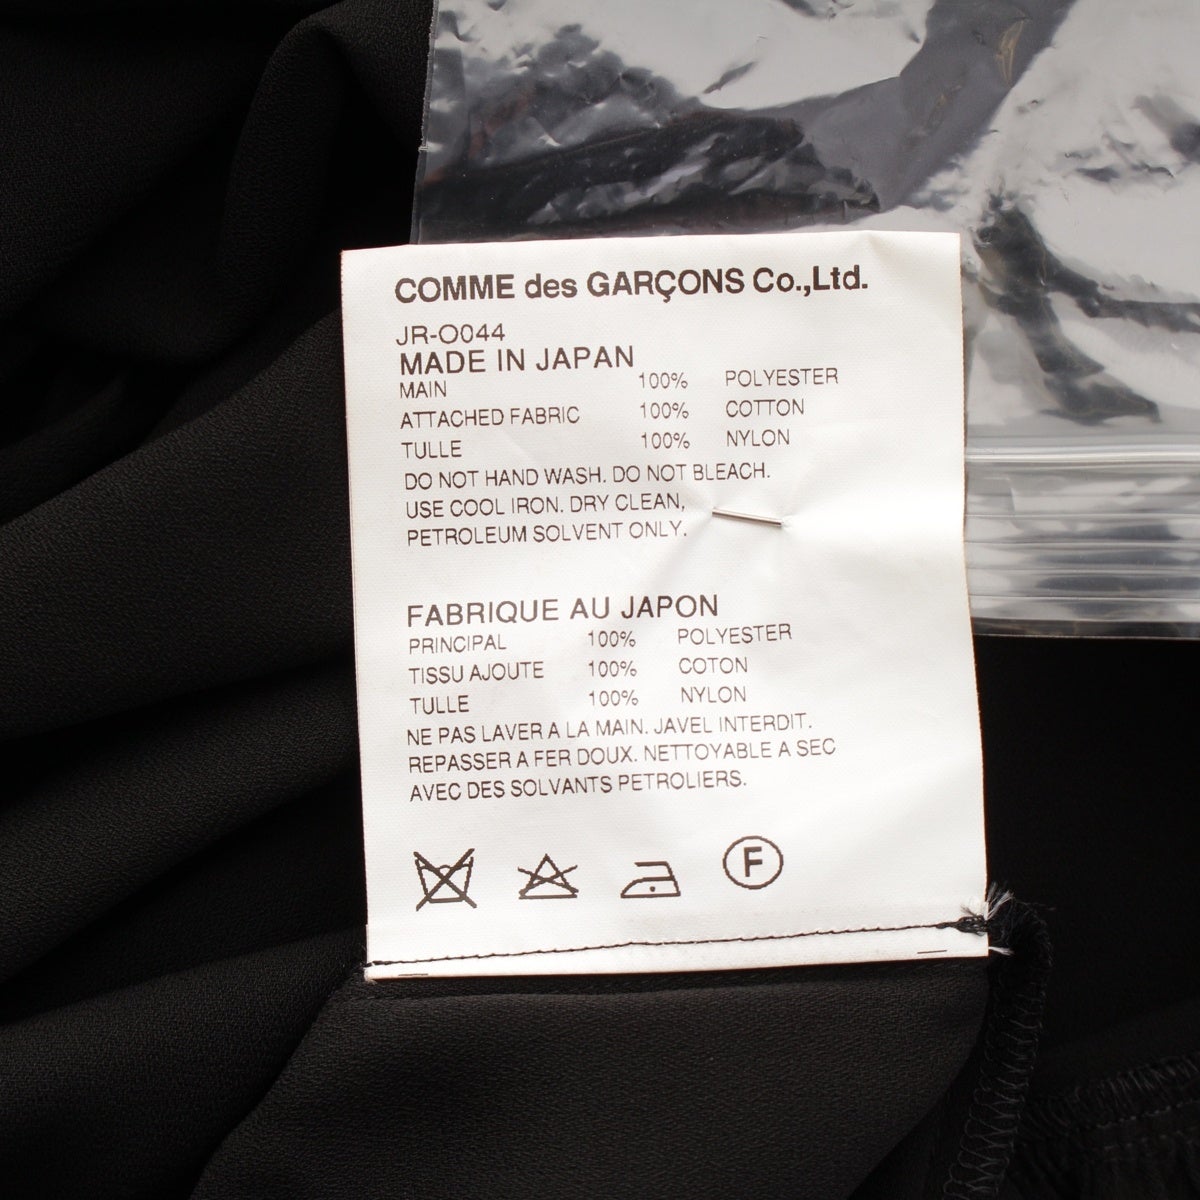 COMME des GARÇONS Co.,Ltd.
JR-O044
MADE IN JAPAN
MAIN 100% POLYESTER
ATTACHED FABRIC 100% COTTON
TULLE 100% NYLON
DO NOT HAND WASH. DO NOT BLEACH.
USE COOL IRON. DRY CLEAN,
PETROLEUM SOLVENT ONLY.
FABRIQUE AU JAPON
PRINCIPAL 100% POLYESTER
TISSU AJOUTE 100% COTON
TULLE 100% NYLON
NE PAS LAVER A LA MAIN. JAVEL INTERDIT.
REPASSER A FER DOUX. NETTOYABLE A SEC
AVEC DES SOLVANTS PETROLIERS.
F